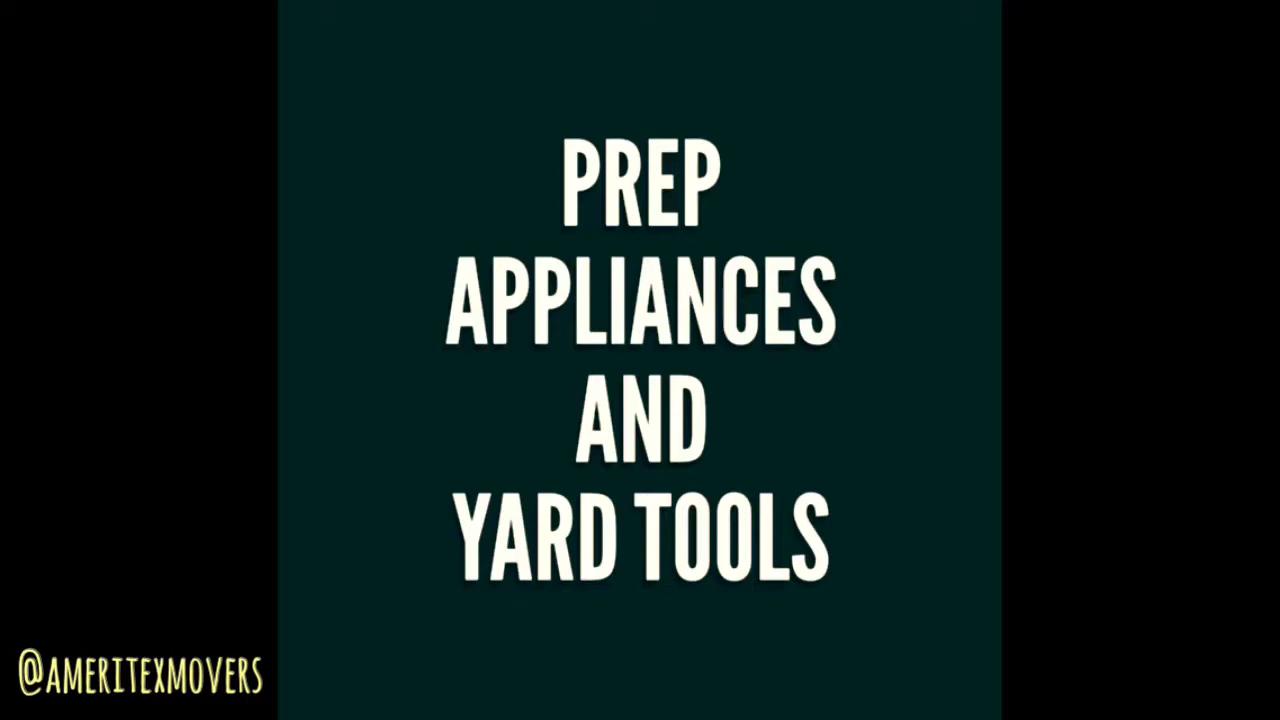 PREP
APPLIANCES
AND
YARD TOOLS
@AMERITEXMOVERS